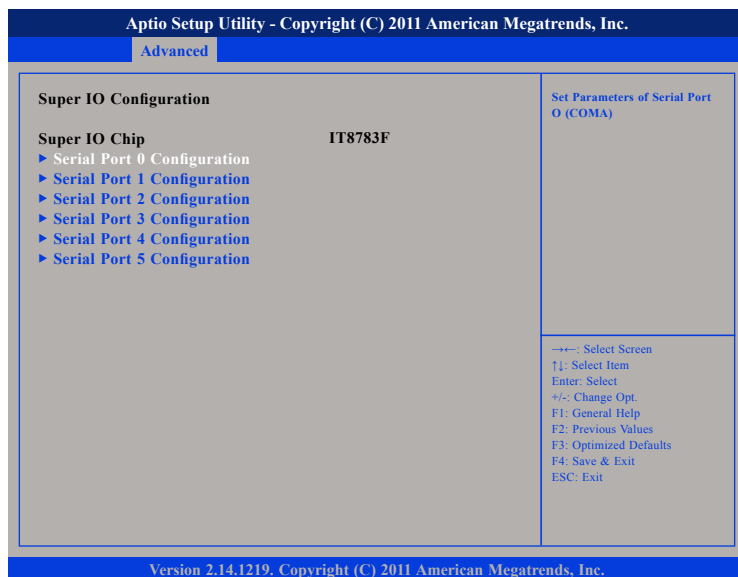 Aptio Setup Utility - Copyright (C) 2011 American Megatrends, Inc.
Advanced
Super IO Configuration
Super IO Chip IT8783F
▶ Serial Port 0 Configuration
▶ Serial Port 1 Configuration
▶ Serial Port 2 Configuration
▶ Serial Port 3 Configuration
▶ Serial Port 4 Configuration
▶ Serial Port 5 Configuration
Set Parameters of Serial Port
O (COMA)
→←: Select Screen
↑↓: Select Item
Enter: Select
+/-: Change Opt.
F1: General Help
F2: Previous Values
F3: Optimized Defaults
F4: Save & Exit
ESC: Exit
Version 2.14.1219. Copyright (C) 2011 American Megatrends, Inc.